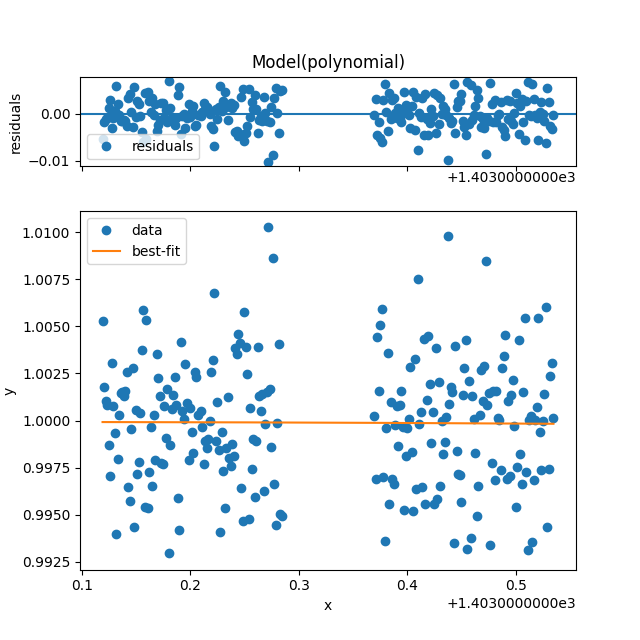 Model(polynomial)
residuals
0.00
−0.01
residuals
+1.4030000000e3
y
1.0100
1.0075
1.0050
1.0025
1.0000
0.9975
0.9950
0.9925
data
best-fit
0.1 0.2 0.3 0.4 0.5
x
+1.4030000000e3